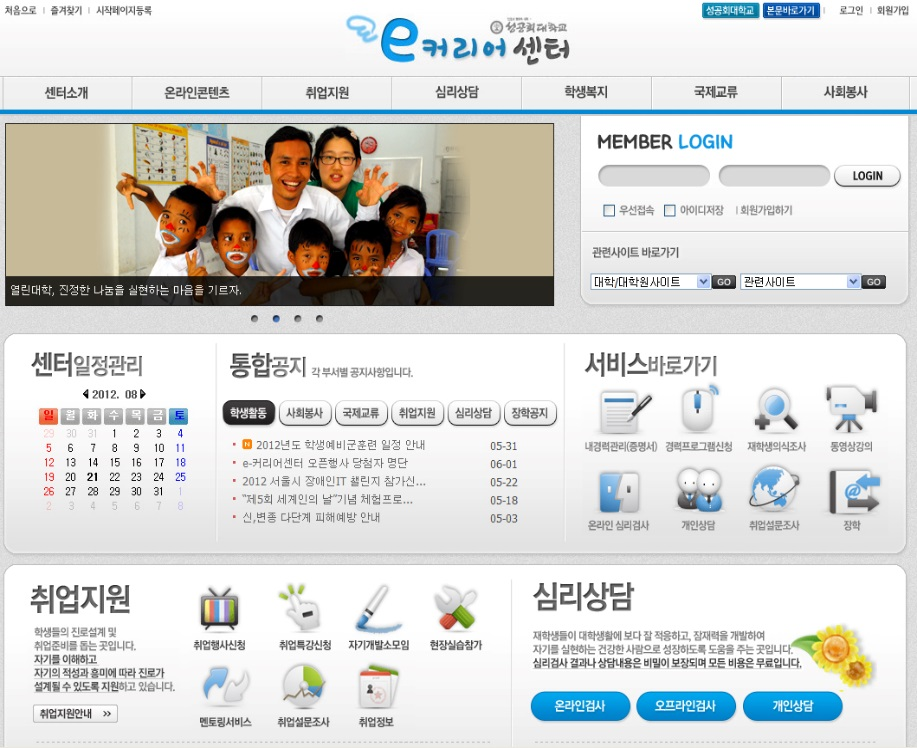 처음으로 | 즐겨찾기 | 시작페이지등록
성공회대학교 본문바로가기 | 로그인 | 회원가입
성공회대학교
e커리어센터
센터소개 온라인콘텐츠 취업지원 심리상담 학생복지 국제교류 사회봉사
열린대학, 진정한 나눔을 실현하는 마음을 기르자.
MEMBER LOGIN
LOGIN
우선접속 아이디저장 | 회원가입하기
관련사이트 바로가기
대학/대학원사이트 GO 관련사이트 GO
센터일정관리
2012. 08
일 월 화 수 목 금 토
29 30 31 1 2 3 4
5 6 7 8 9 10 11
12 13 14 15 16 17 18
19 20 21 22 23 24 25
26 27 28 29 30 31 1
2 3 4 5 6 7 8
통합공지 각 부서별 공지사항입니다.
학생활동 사회봉사 국제교류 취업지원 심리상담 장학공지
N 2012년도 학생예비군훈련 일정 안내 05-31
e-커리어센터 오픈행사 당첨자 명단 06-01
2012 서울시 장애인IT 챌린지 참가신... 05-22
"제5회 세계인의 날"기념 체험프로... 05-18
신,변종 다단계 피해예방 안내 05-03
서비스바로가기
내경력관리(증명서) 경력프로그램신청 재학생의식조사 동영상강의
온라인 심리검사 개인상담 취업설문조사 장학
취업지원
학생들의 진로설계 및
취업준비를 돕는 곳입니다.
자기를 이해하고
자기의 적성과 흥미에 따라 진로가
설계될 수 있도록 지원하고 있습니다.
취업지원안내 >>
취업행사신청 취업특강신청 자기개발소모임 현장실습참가
멘토링서비스 취업설문조사 취업정보
심리상담
재학생들이 대학생활에 보다 잘 적응하고, 잠재력을 개발하여
자기를 실현하는 건강한 사람으로 성장하도록 도움을 주는 곳입니다.
심리검사 결과나 상담내용은 비밀이 보장되며 모든 비용은 무료입니다.
온라인검사 오프라인검사 개인상담